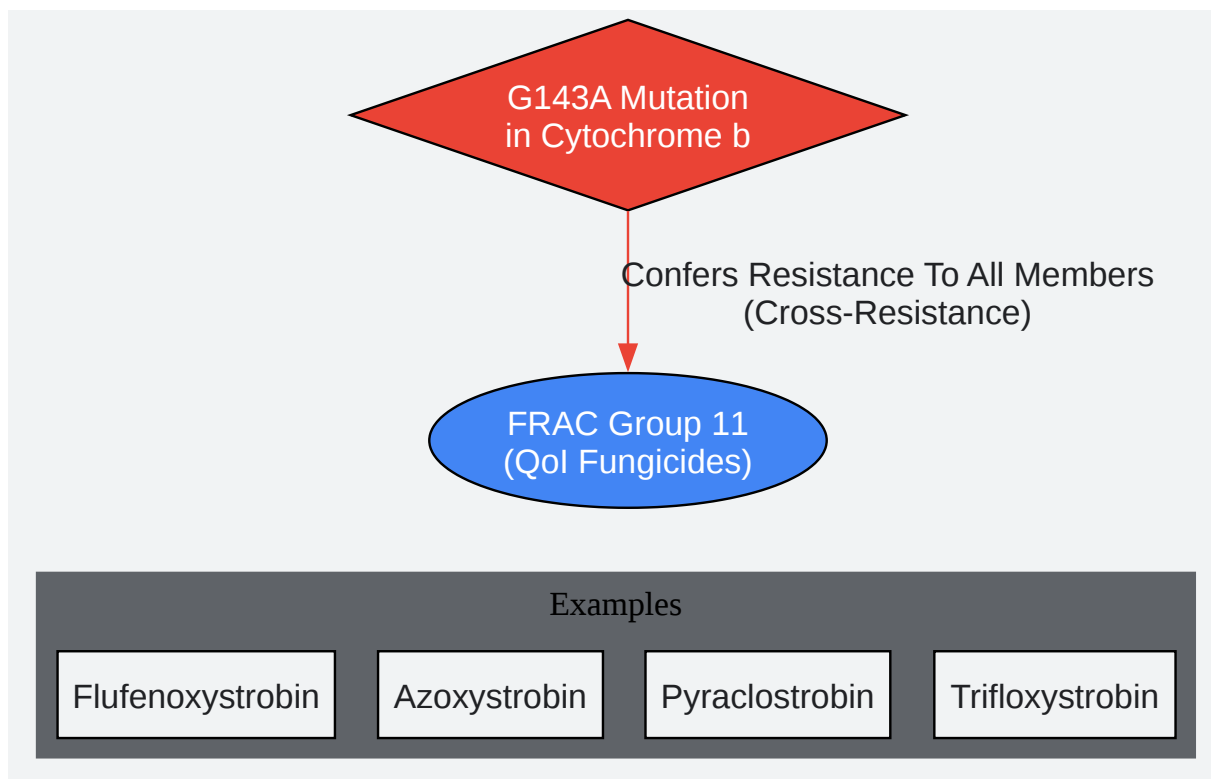 G143A Mutation
in Cytochrome b
Confers Resistance To All Members
(Cross-Resistance)
FRAC Group 11
(QoI Fungicides)
Examples
Flufenoxystrobin
Azoxystrobin
Pyraclostrobin
Trifloxystrobin